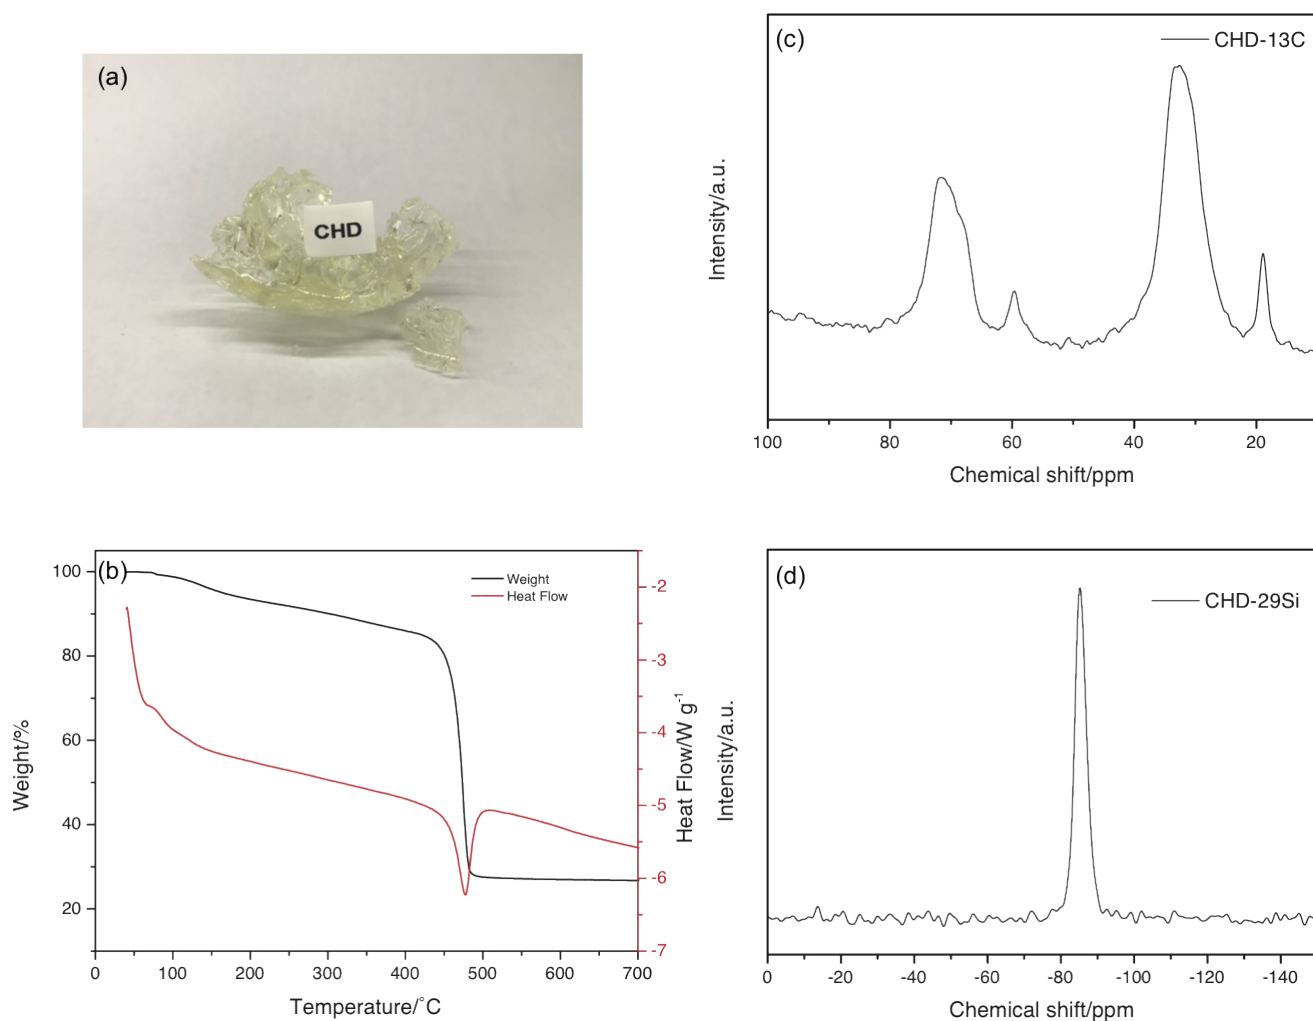 (a)
CHD
(b)
Weight
Heat Flow
100
80
60
40
20
Weight/%
0
100
200
300
400
500
600
700
Temperature/°C
-2
-3
-4
-5
-6
-7
Heat Flow/W g-1
(c)
CHD-13C
Intensity/a.u.
100
80
60
40
20
Chemical shift/ppm
(d)
CHD-29Si
Intensity/a.u.
0
-20
-40
-60
-80
-100
-120
-140
Chemical shift/ppm